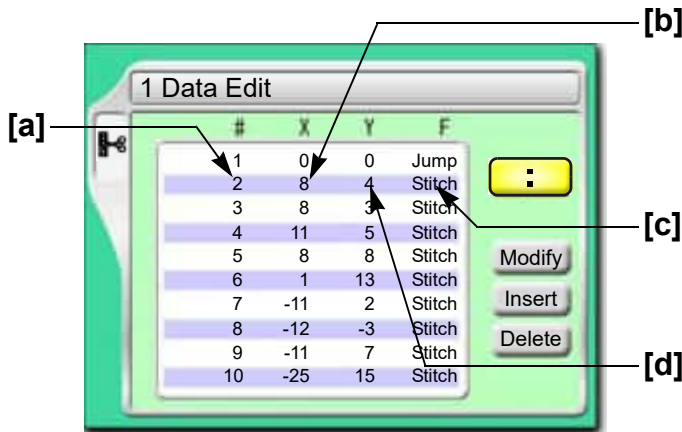 [b]
1 Data Edit
[a]
# X Y F
1 0 0 Jump
2 8 4 Stitch
:
3 8 3 Stitch
[c]
4 11 5 Stitch
5 8 8 Stitch
Modify
6 1 13 Stitch
7 -11 2 Stitch
Insert
8 -12 -3 Stitch
Delete
9 -11 7 Stitch
[d]
10 -25 15 Stitch